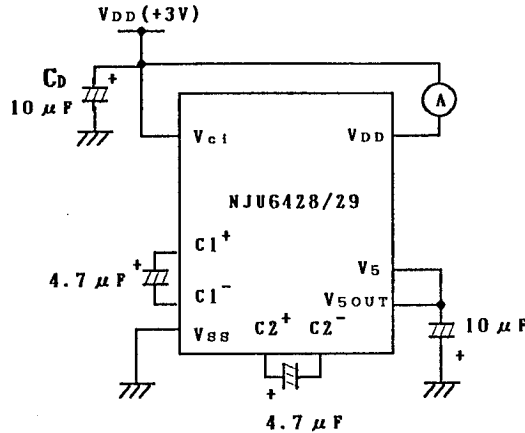 VDD(+3V)
CD
+
10 μF
A
Vci
VDD
NJU6428/29
C1+
+
4.7 μF
C1-
V5
V5OUT
VSS
C2+ C2-
10 μF
+
+
4.7 μF